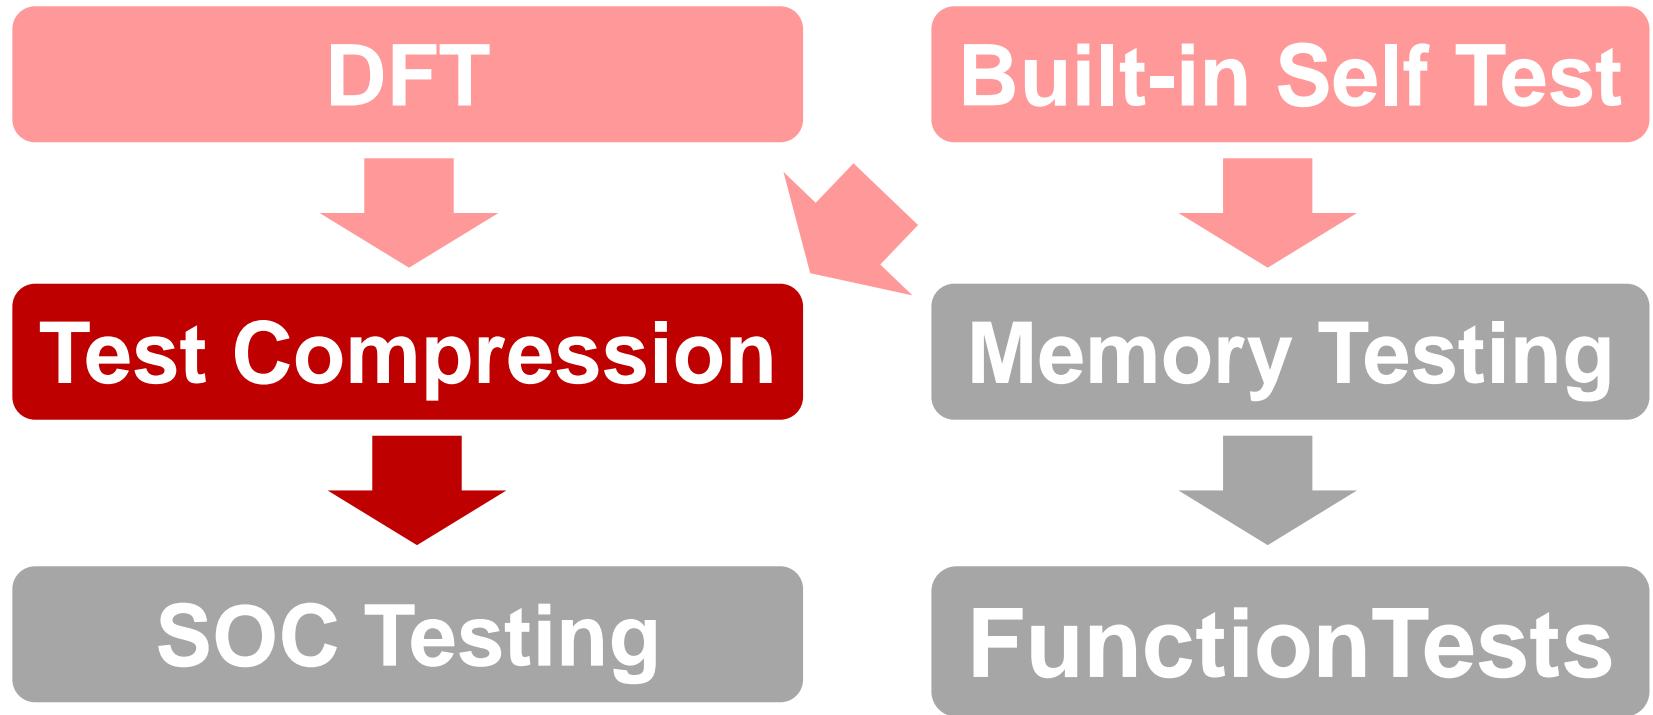 DFT
Built-in Self Test
Test Compression
Memory Testing
SOC Testing
FunctionTests